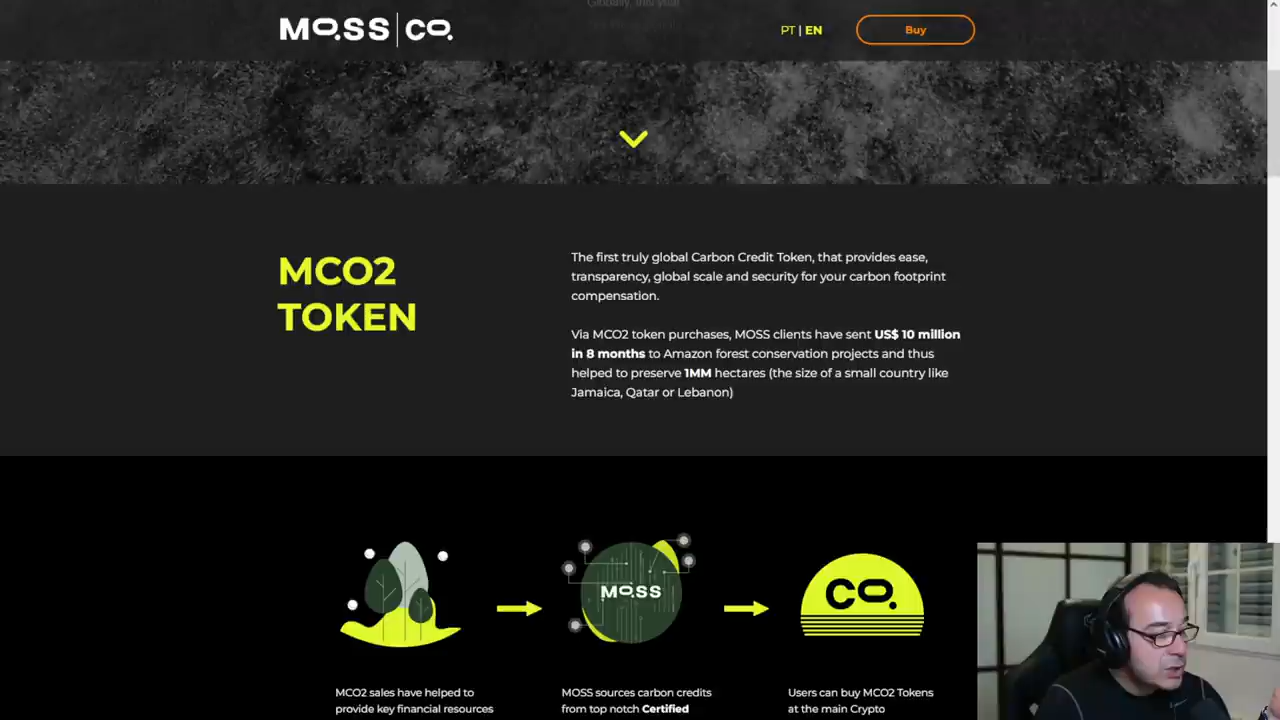 Globally, this year
MOSS CO.
PT | EN
Buy
MCO2
TOKEN
The first truly global Carbon Credit Token, that provides ease,
transparency, global scale and security for your carbon footprint
compensation.
Via MCO2 token purchases, MOSS clients have sent US$ 10 million
in 8 months to Amazon forest conservation projects and thus
helped to preserve 1MM hectares (the size of a small country like
Jamaica, Qatar or Lebanon)
MOSS
CO.
MCO2 sales have helped to
provide key financial resources
MOSS sources carbon credits
from top notch Certified
Users can buy MCO2 Tokens
at the main Crypto